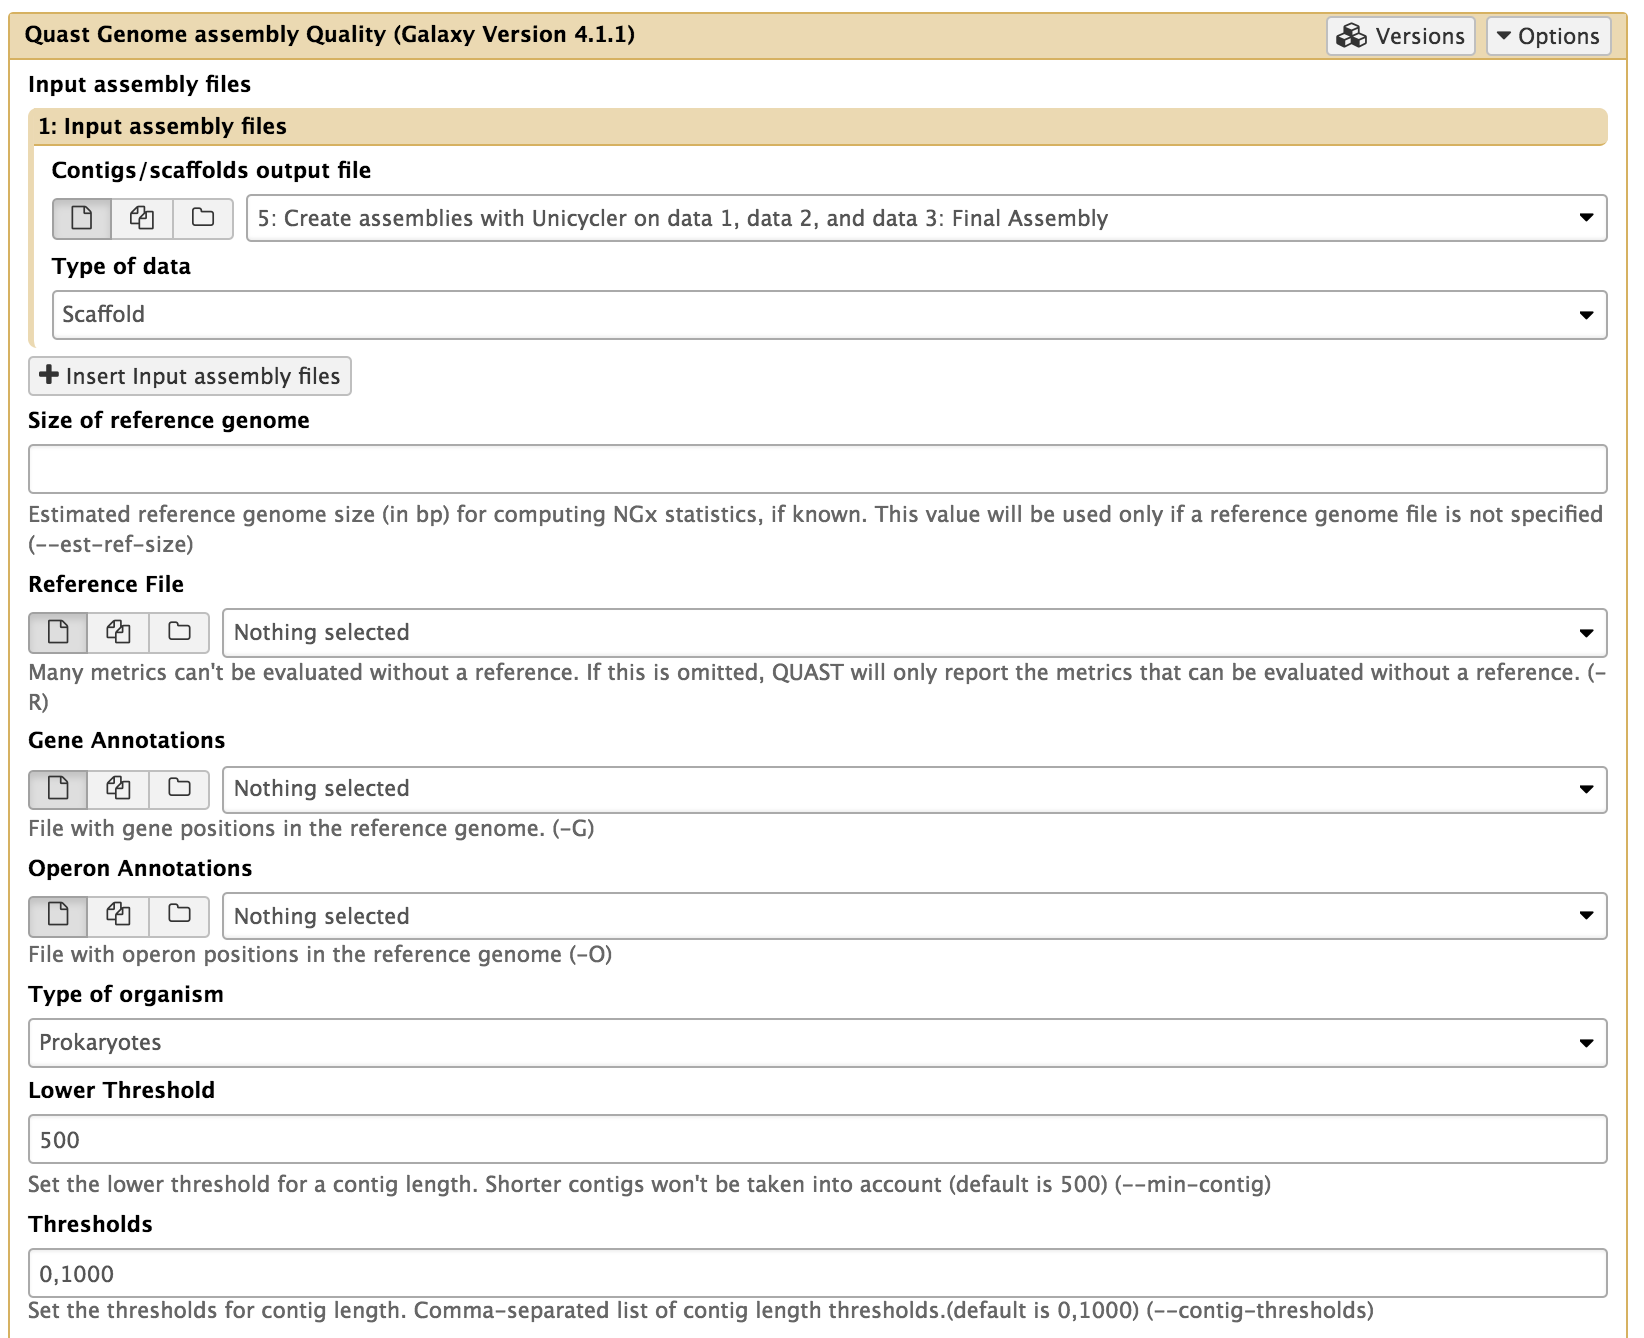 Quast Genome assembly Quality (Galaxy Version 4.1.1)
Versions
Options
Input assembly files
1: Input assembly files
Contigs/scaffolds output file
5: Create assemblies with Unicycler on data 1, data 2, and data 3: Final Assembly
Type of data
Scaffold
Insert Input assembly files
Size of reference genome
Estimated reference genome size (in bp) for computing NGx statistics, if known. This value will be used only if a reference genome file is not specified
(--est-ref-size)
Reference File
Nothing selected
Many metrics can't be evaluated without a reference. If this is omitted, QUAST will only report the metrics that can be evaluated without a reference. (-
R)
Gene Annotations
Nothing selected
File with gene positions in the reference genome. (-G)
Operon Annotations
Nothing selected
File with operon positions in the reference genome (-O)
Type of organism
Prokaryotes
Lower Threshold
500
Set the lower threshold for a contig length. Shorter contigs won't be taken into account (default is 500) (--min-contig)
Thresholds
0,1000
Set the thresholds for contig length. Comma-separated list of contig length thresholds.(default is 0,1000) (--contig-thresholds)